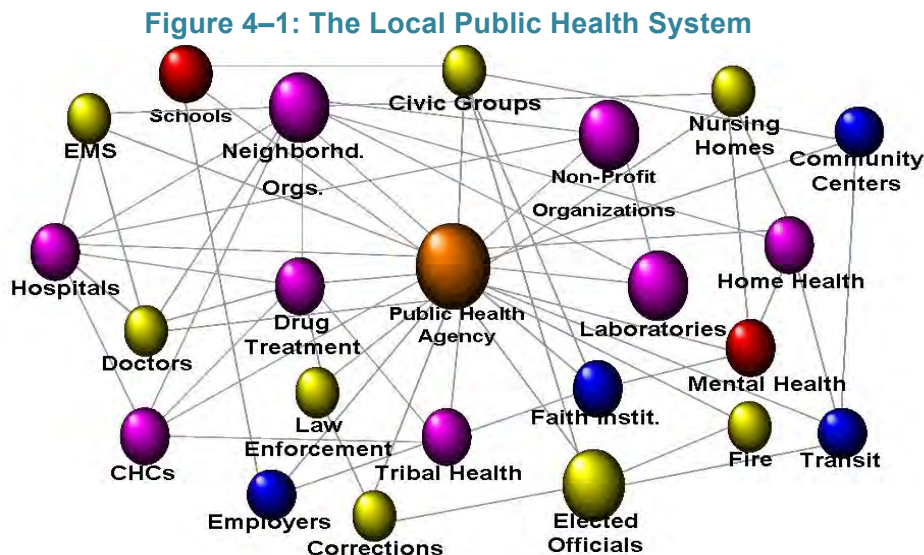 Figure 4–1: The Local Public Health System
Schools
Civic Groups
EMS
Neighborhd.
Orgs.
Non-Profit
Organizations
Nursing
Homes
Community
Centers
Hospitals
Drug
Treatment
Public Health
Agency
Laboratories
Home Health
Doctors
Law
Enforcement
Faith Instit.
Mental Health
CHCs
Tribal Health
Fire
Transit
Employers
Corrections
Elected
Officials